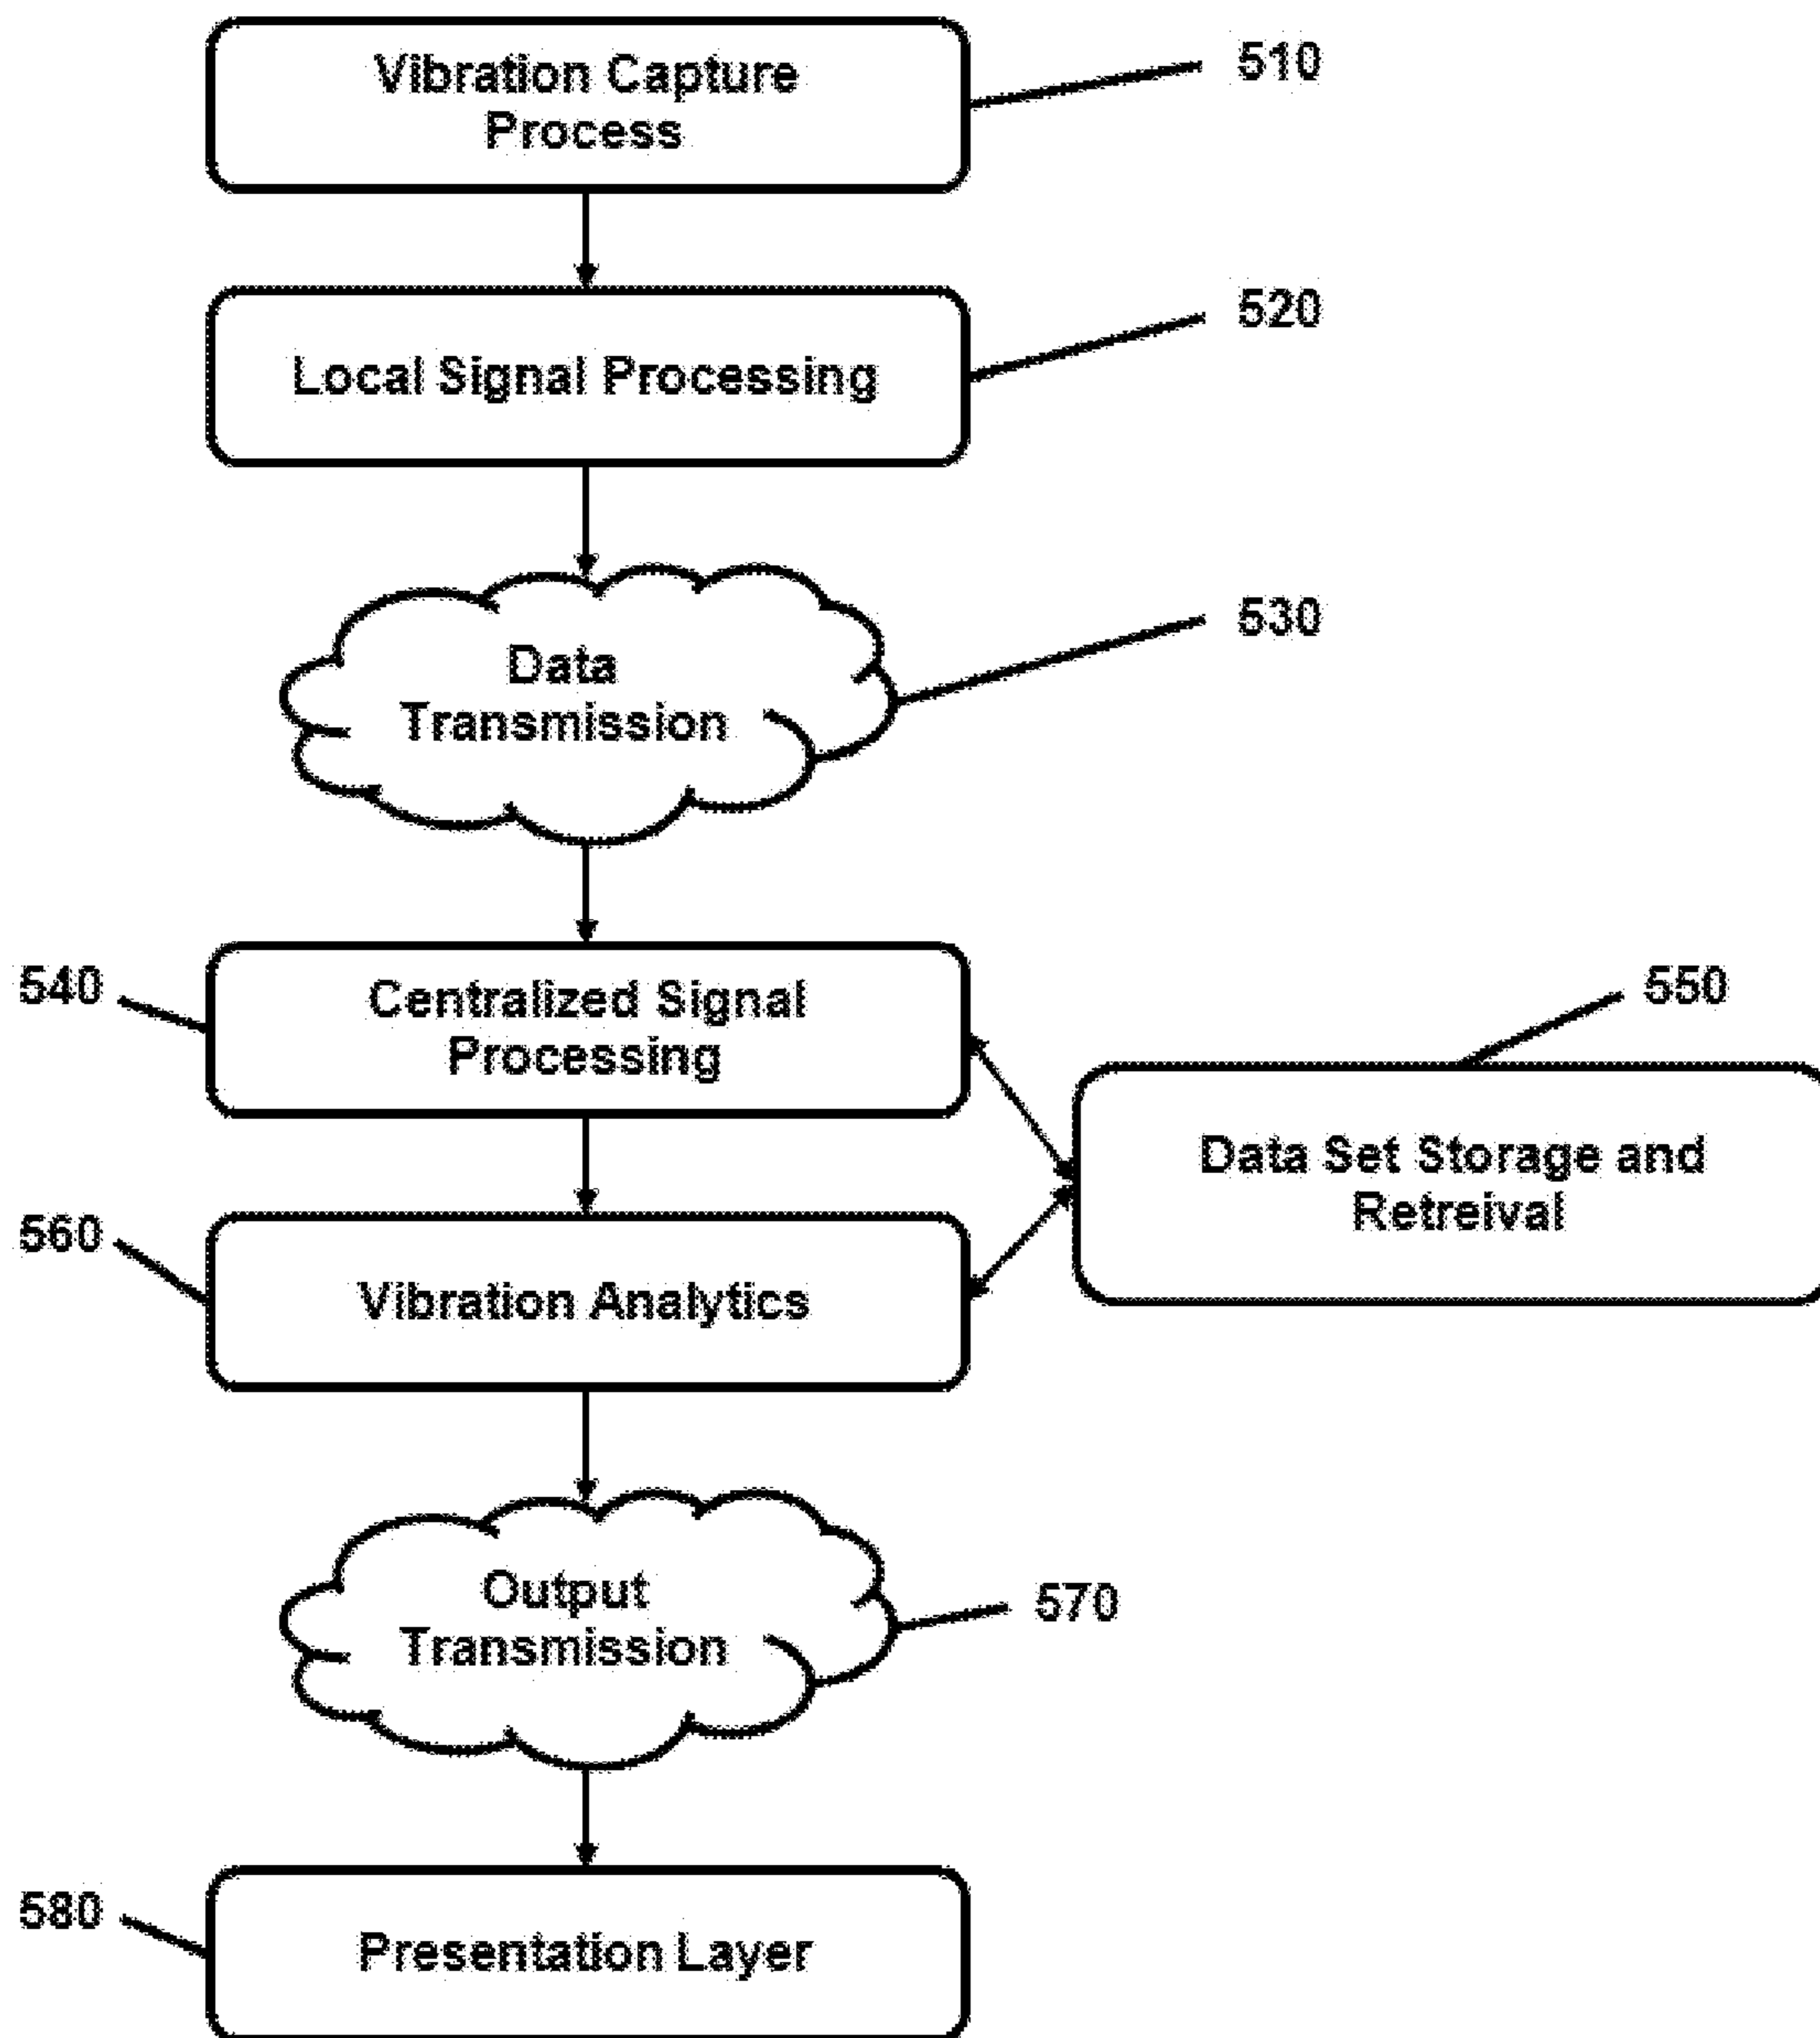 Vibration Capture
Process
510
Local Signal Processing
520
Data
Transmission
530
540
Centralized Signal
Processing
550
Data Set Storage and
Retreival
560
Vibration Analytics
Output
Transmission
570
580
Presentation Layer